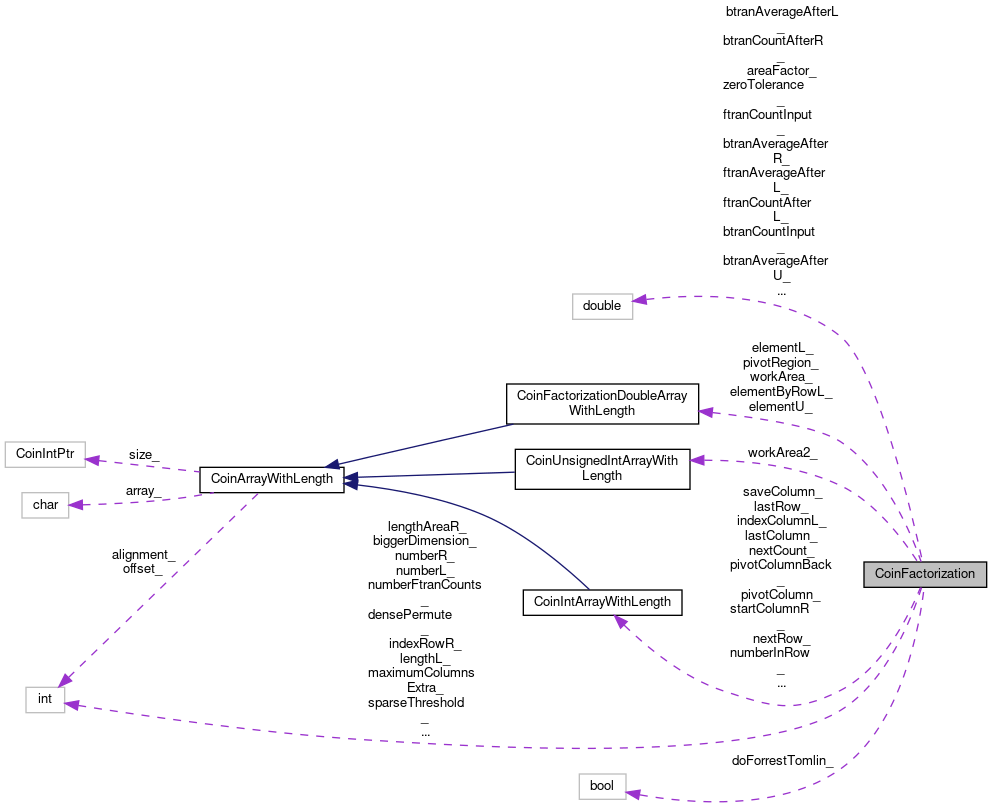 btranAverageAfterL
_
btranCountAfterR
_
areaFactor_
zeroTolerance
_
ftranCountInput
_
btranAverageAfter
R_
ftranAverageAfter
L_
ftranCountAfter
L_
btranCountInput
_
btranAverageAfter
U_
...
double
elementL_
pivotRegion_
workArea_
elementByRowL_
elementU_
CoinFactorizationDoubleArray
WithLength
CoinIntPtr
size_
CoinArrayWithLength
CoinUnsignedIntArrayWith
Length
workArea2_
char
array_
saveColumn_
lastRow_
indexColumnL_
lastColumn_
nextCount_
pivotColumnBack
_
pivotColumn_
startColumnR
_
nextRow_
numberInRow
_
...
alignment_
offset_
lengthAreaR_
biggerDimension_
numberR_
numberL_
numberFtranCounts
_
densePermute
_
indexRowR_
lengthL_
maximumColumns
Extra_
sparseThreshold
_
...
CoinIntArrayWithLength
CoinFactorization
int
doForrestTomlin_
bool